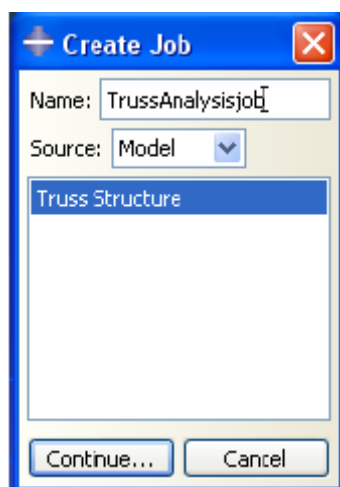 Create Job
Name: TrussAnalysisjob
Source: Model
Truss Structure
Continue... Cancel